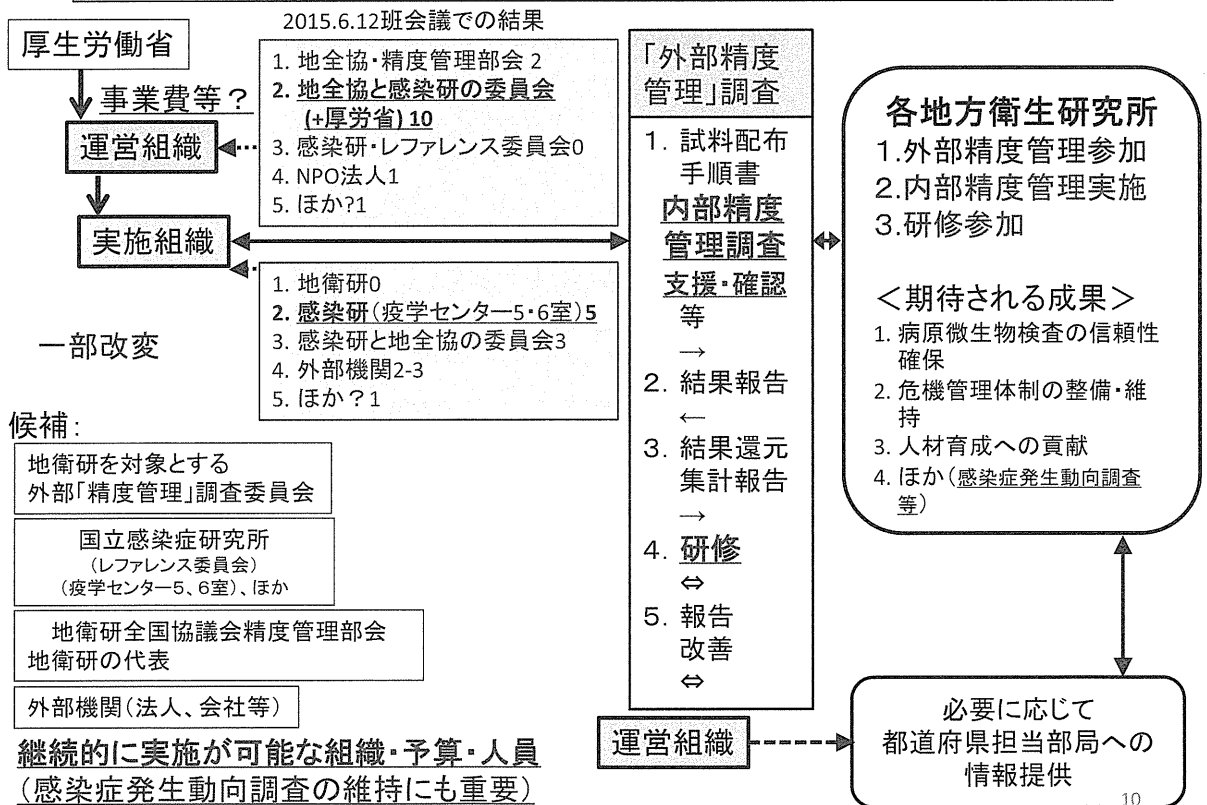 2015.6.12班会議での結果
厚生労働省
事業費等？
運営組織
実施組織
一部改変
1. 地全協・精度管理部会 2
2. 地全協と感染研の委員会
(+厚労省) 10
3. 感染研・レファレンス委員会0
4. NPO法人1
5. ほか?1
1. 地衛研0
2. 感染研(疫学センター5・6室)5
3. 感染研と地全協の委員会3
4. 外部機関2-3
5. ほか？1
候補：
地衛研を対象とする
外部「精度管理」調査委員会
国立感染症研究所
(レファレンス委員会)
(疫学センター5、6室)、ほか
地衛研全国協議会精度管理部会
地衛研の代表
外部機関(法人、会社等)
継続的に実施が可能な組織・予算・人員
(感染症発生動向調査の維持にも重要)
「外部精度
管理」調査
1. 試料配布
手順書
内部精度
管理調査
支援・確認
等
→
2. 結果報告
←
3. 結果還元
集計報告
→
4. 研修
⇔
5. 報告
改善
⇔
運営組織
各地方衛生研究所
1.外部精度管理参加
2.内部精度管理実施
3.研修参加
＜期待される成果＞
1. 病原微生物検査の信頼性
確保
2. 危機管理体制の整備・維
持
3. 人材育成への貢献
4. ほか(感染症発生動向調査
等)
必要に応じて
都道府県担当部局への
情報提供
10